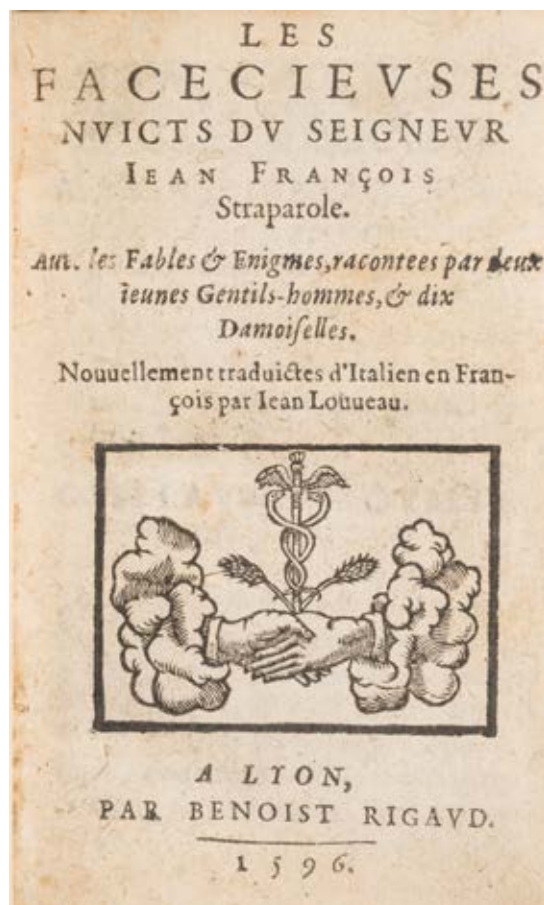 LES
FACECIEVSES
NVICTS DV SEIGNEVR
IEAN FRANÇOIS
Straparole.
Auec les Fables & Enigmes, racontees par deux
ieunes Gentils-hommes, & dix
Damoiſelles.
Nouuellement traduictes d'Italien en Fran-
çois par Iean Louueau.
A LYON,
PAR BENOIST RIGAVD.
1596.